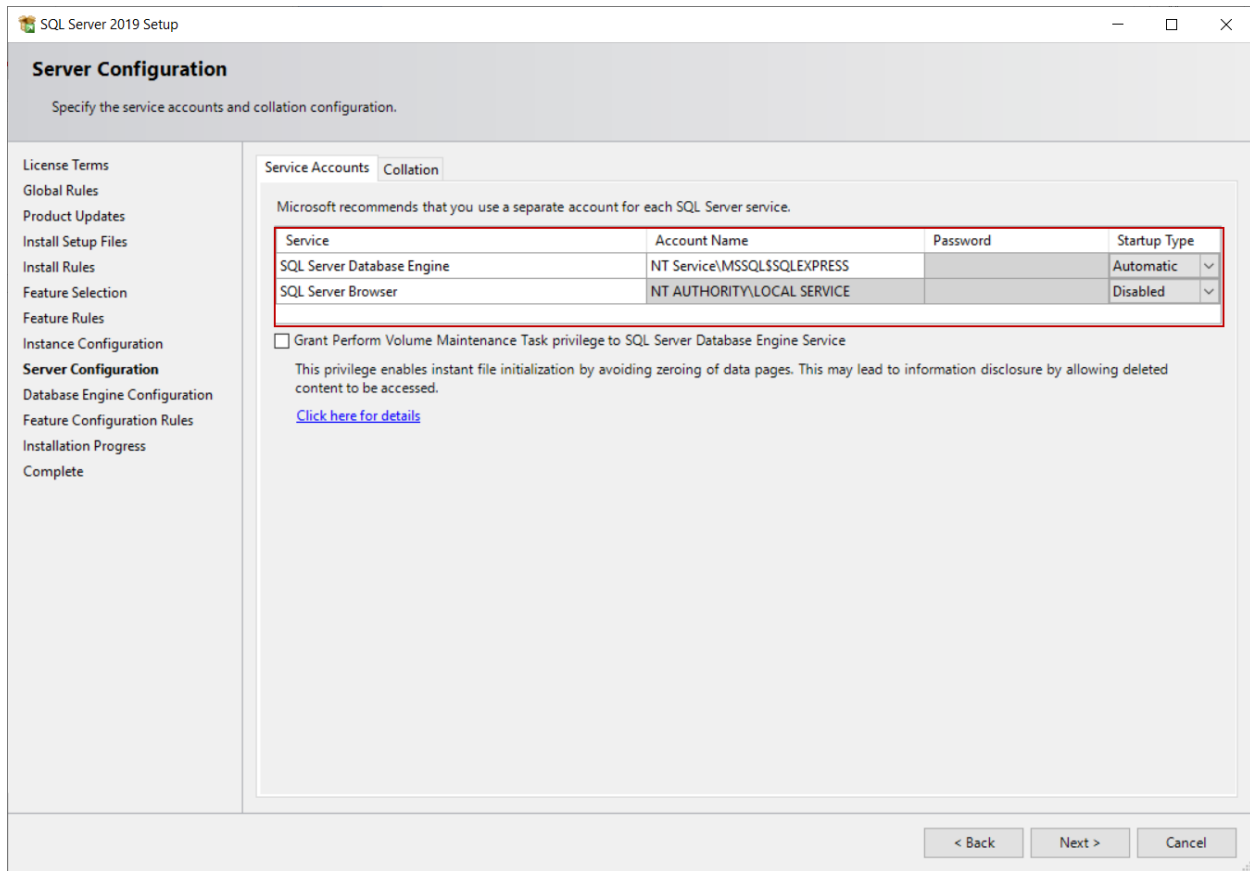 SQL Server 2019 Setup
Server Configuration
Specify the service accounts and collation configuration.
License Terms
Global Rules
Product Updates
Install Setup Files
Install Rules
Feature Selection
Feature Rules
Instance Configuration
Server Configuration
Database Engine Configuration
Feature Configuration Rules
Installation Progress
Complete
Service Accounts Collation
Microsoft recommends that you use a separate account for each SQL Server service.
Service Account Name Password Startup Type
SQL Server Database Engine NT Service\MSSQL$SQLEXPRESS Automatic
SQL Server Browser NT AUTHORITY\LOCAL SERVICE Disabled
Grant Perform Volume Maintenance Task privilege to SQL Server Database Engine Service
This privilege enables instant file initialization by avoiding zeroing of data pages. This may lead to information disclosure by allowing deleted
content to be accessed.
Click here for details
< Back Next > Cancel